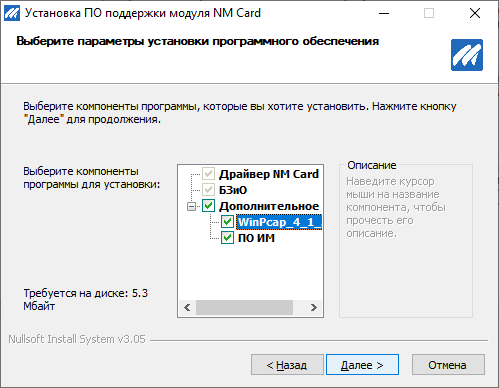 Установка ПО поддержки модуля NM Card
Выберите параметры установки программного обеспечения
Выберите компоненты программы, которые вы хотите установить. Нажмите кнопку
"Далее" для продолжения.
Выберите компоненты
программы для установки:
Драйвер NM Card
БЗиО
Дополнительное
WinPcap_4_1_
ПО ИМ
Описание
Наведите курсор
мыши на название
компонента, чтобы
прочесть его
описание.
Требуется на диске: 5.3
Мбайт
Nullsoft Install System v3.05
< Назад
Далее >
Отмена